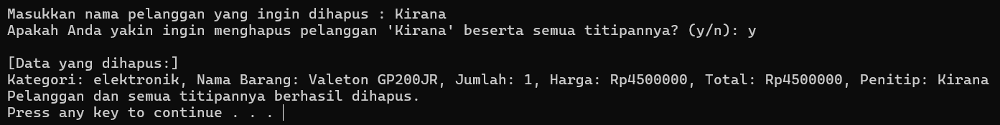 Masukkan nama pelanggan yang ingin dihapus : Kirana
Apakah Anda yakin ingin menghapus pelanggan 'Kirana' beserta semua titipannya? (y/n): y
[Data yang dihapus:]
Kategori: elektronik, Nama Barang: Valeton GP200JR, Jumlah: 1, Harga: Rp4500000, Total: Rp4500000, Penitip: Kirana
Pelanggan dan semua titipannya berhasil dihapus.
Press any key to continue . . .